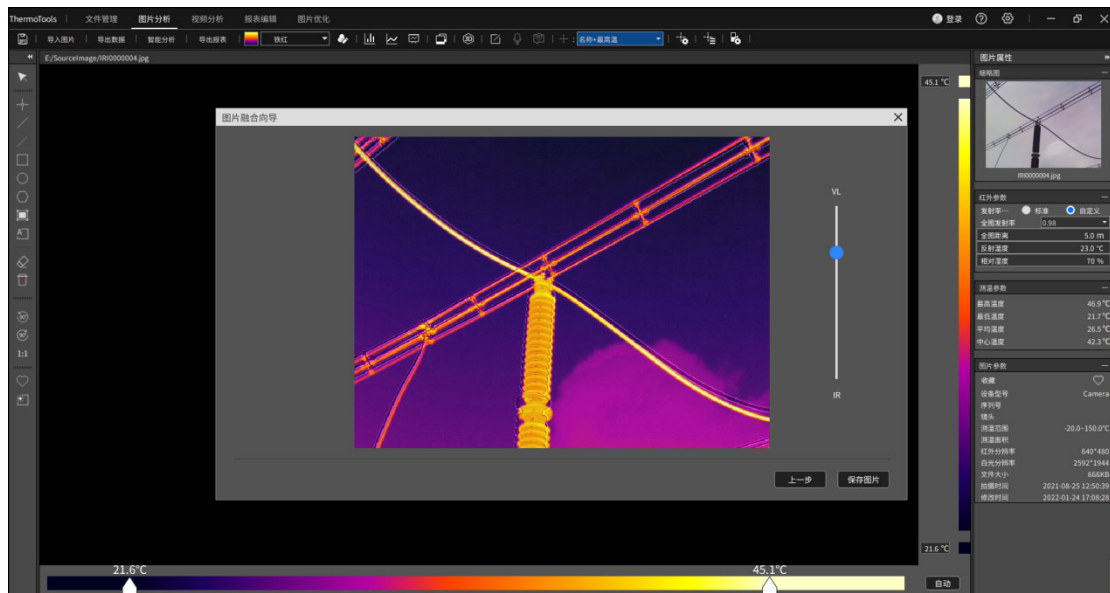 ThermoTools 文件管理 图片分析 视频分析 报表编辑 图片优化 登录
导入图片 导出数据 智能分析 导出报表 铁红 3D 名称+最高温
E:/SourceImage/IRI0000004.jpg
45.1 ℃
图片融合向导
VL
IR
上一步 保存图片
21.6 ℃
21.6℃ 45.1℃
自动
90° 90°
1:1
图片属性
缩略图
IRI0000004.jpg
红外参数
发射率… 标准 自定义
全图发射率 0.98
全图距离 5.0 m
反射温度 23.0 ℃
相对湿度 70 %
测温参数
最高温度 46.9℃
最低温度 21.7℃
平均温度 26.5℃
中心温度 42.3℃
图片参数
收藏
设备型号 Camera
序列号
镜头
测温范围 -20.0~150.0℃
测温面积
红外分辨率 640*480
白光分辨率 2592*1944
文件大小 666KB
拍摄时间 2021-08-25 12:50:39
修改时间 2022-01-24 17:08:28